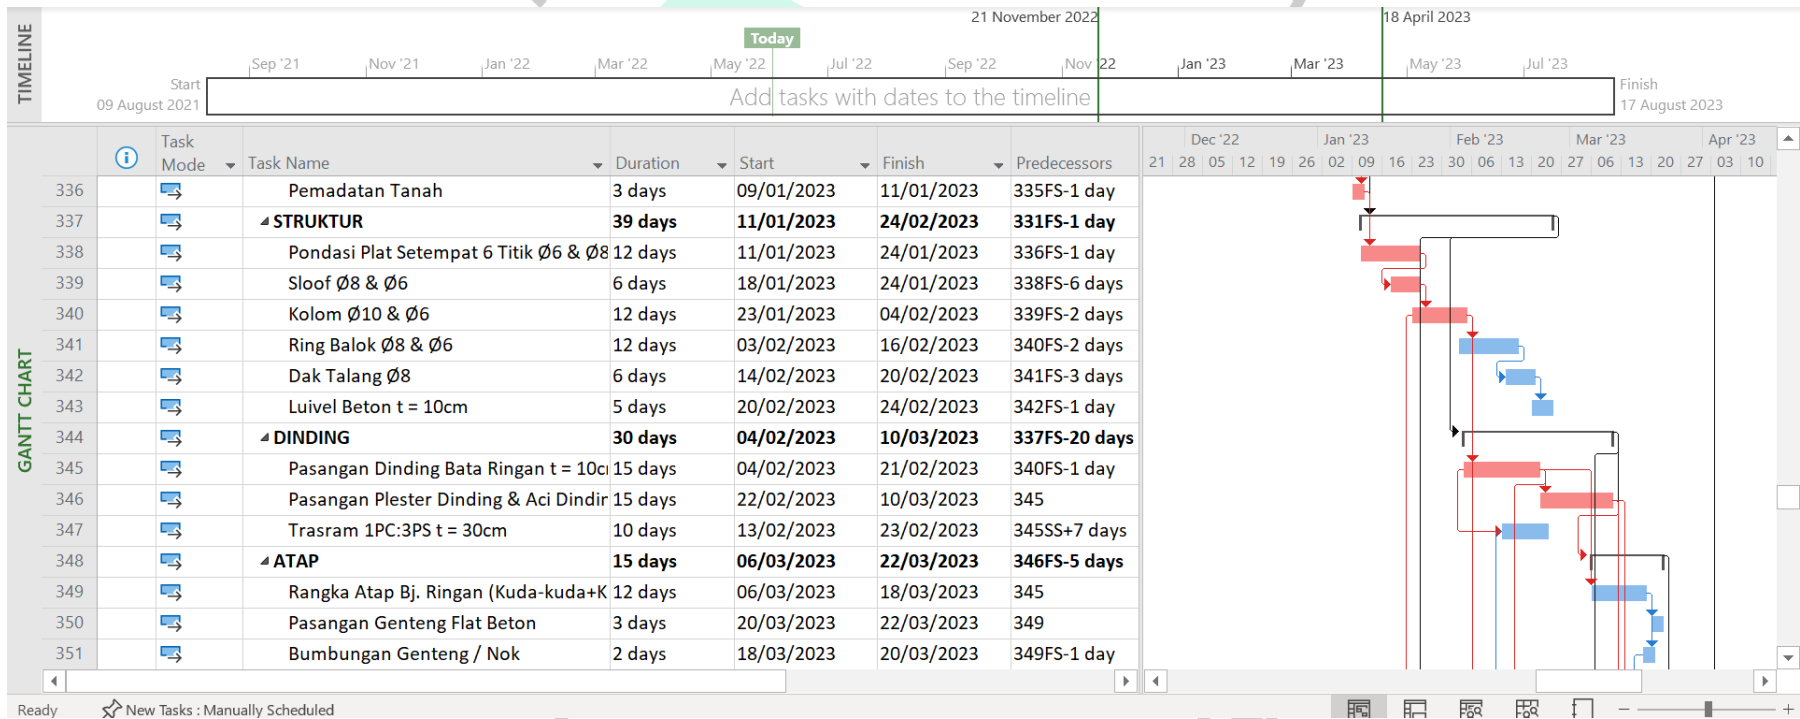 21 November 2022 18 April 2023
Today
Sep '21 Nov '21 Jan '22 Mar '22 May '22 Jul '22 Sep '22 Nov '22 Jan '23 Mar '23 May '23 Jul '23
TIMELINE
Start
09 August 2021
Add tasks with dates to the timeline
Finish
17 August 2023
Task Mode Task Name Duration Start Finish Predecessors
Dec '22 Jan '23 Feb '23 Mar '23 Apr '23
21 28 05 12 19 26 02 09 16 23 30 06 13 20 27 06 13 20 27 03 10
GANTT CHART
336 Pemadatan Tanah 3 days 09/01/2023 11/01/2023 335FS-1 day
337 STRUKTUR 39 days 11/01/2023 24/02/2023 331FS-1 day
338 Pondasi Plat Setempat 6 Titik Ø6 & Ø8 12 days 11/01/2023 24/01/2023 336FS-1 day
339 Sloof Ø8 & Ø6 6 days 18/01/2023 24/01/2023 338FS-6 days
340 Kolom Ø10 & Ø6 12 days 23/01/2023 04/02/2023 339FS-2 days
341 Ring Balok Ø8 & Ø6 12 days 03/02/2023 16/02/2023 340FS-2 days
342 Dak Talang Ø8 6 days 14/02/2023 20/02/2023 341FS-3 days
343 Luivel Beton t = 10cm 5 days 20/02/2023 24/02/2023 342FS-1 day
344 DINDING 30 days 04/02/2023 10/03/2023 337FS-20 days
345 Pasangan Dinding Bata Ringan t = 10c 15 days 04/02/2023 21/02/2023 340FS-1 day
346 Pasangan Plester Dinding & Aci Dindir 15 days 22/02/2023 10/03/2023 345
347 Trasram 1PC:3PS t = 30cm 10 days 13/02/2023 23/02/2023 345SS+7 days
348 ATAP 15 days 06/03/2023 22/03/2023 346FS-5 days
349 Rangka Atap Bj. Ringan (Kuda-kuda+K 12 days 06/03/2023 18/03/2023 345
350 Pasangan Genteng Flat Beton 3 days 20/03/2023 22/03/2023 349
351 Bumbungan Genteng / Nok 2 days 18/03/2023 20/03/2023 349FS-1 day
Ready New Tasks : Manually Scheduled